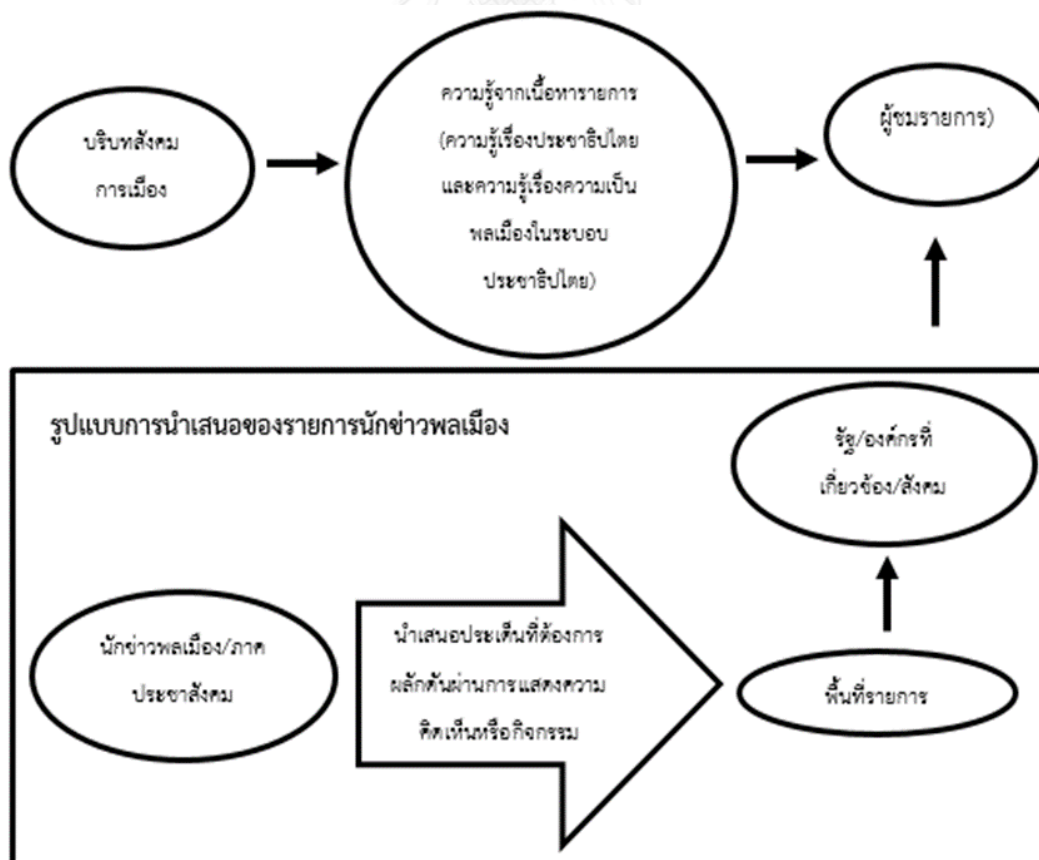 บริบทสังคม
การเมือง
ความรู้จากเนื้อหารายการ
(ความรู้เรื่องประชาธิปไตย
และความรู้เรื่องความเป็น
พลเมืองในระบอบ
ประชาธิปไตย)
ผู้ชมรายการ)
รูปแบบการนำเสนอของรายการนักข่าวพลเมือง
รัฐ/องค์กรที่
เกี่ยวข้อง/สังคม
นักข่าวพลเมือง/ภาค
ประชาสังคม
นำเสนอประเด็นที่ต้องการ
ผลักดันผ่านการแสดงความ
คิดเห็นหรือกิจกรรม
พื้นที่รายการ